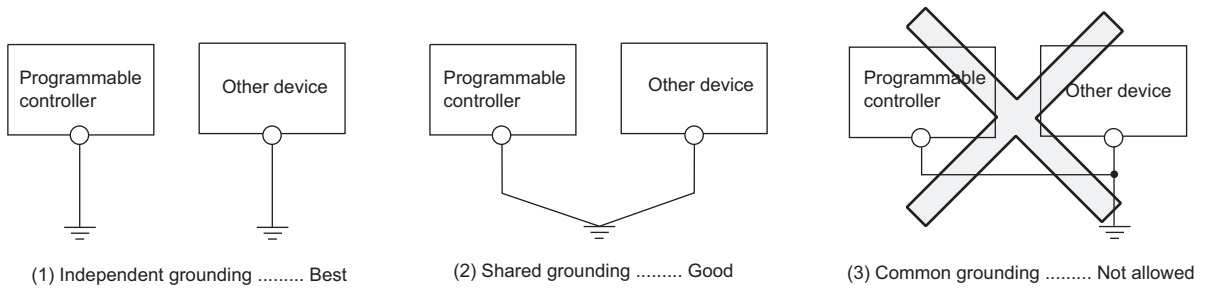 Programmable
controller
Other device
Programmable
controller
Other device
Programmable
controller
Other device
(1) Independent grounding ......... Best
(2) Shared grounding ......... Good
(3) Common grounding ......... Not allowed